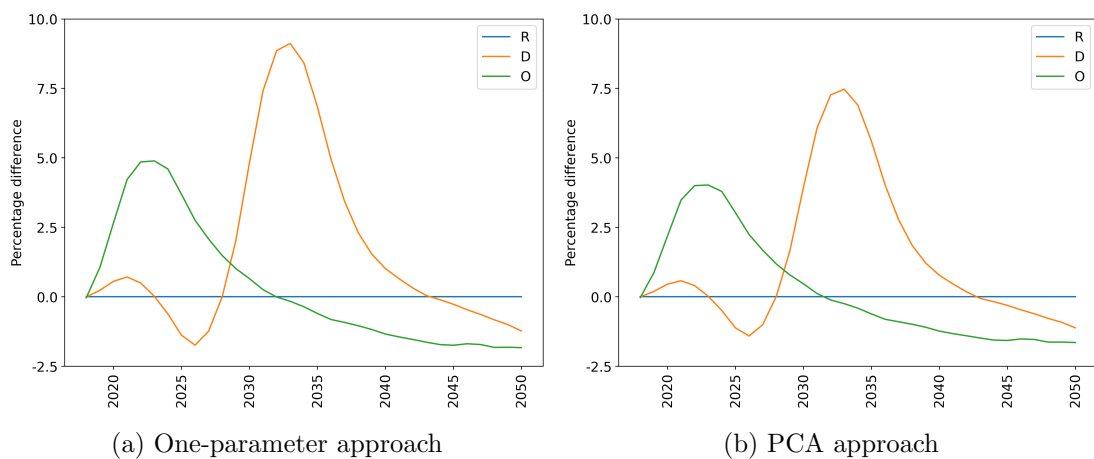 10.0
7.5
5.0
2.5
0.0
-2.5
Percentage difference
R
D
O
2020
2025
2030
2035
2040
2045
2050
(a) One-parameter approach
10.0
7.5
5.0
2.5
0.0
-2.5
Percentage difference
R
D
O
2020
2025
2030
2035
2040
2045
2050
(b) PCA approach